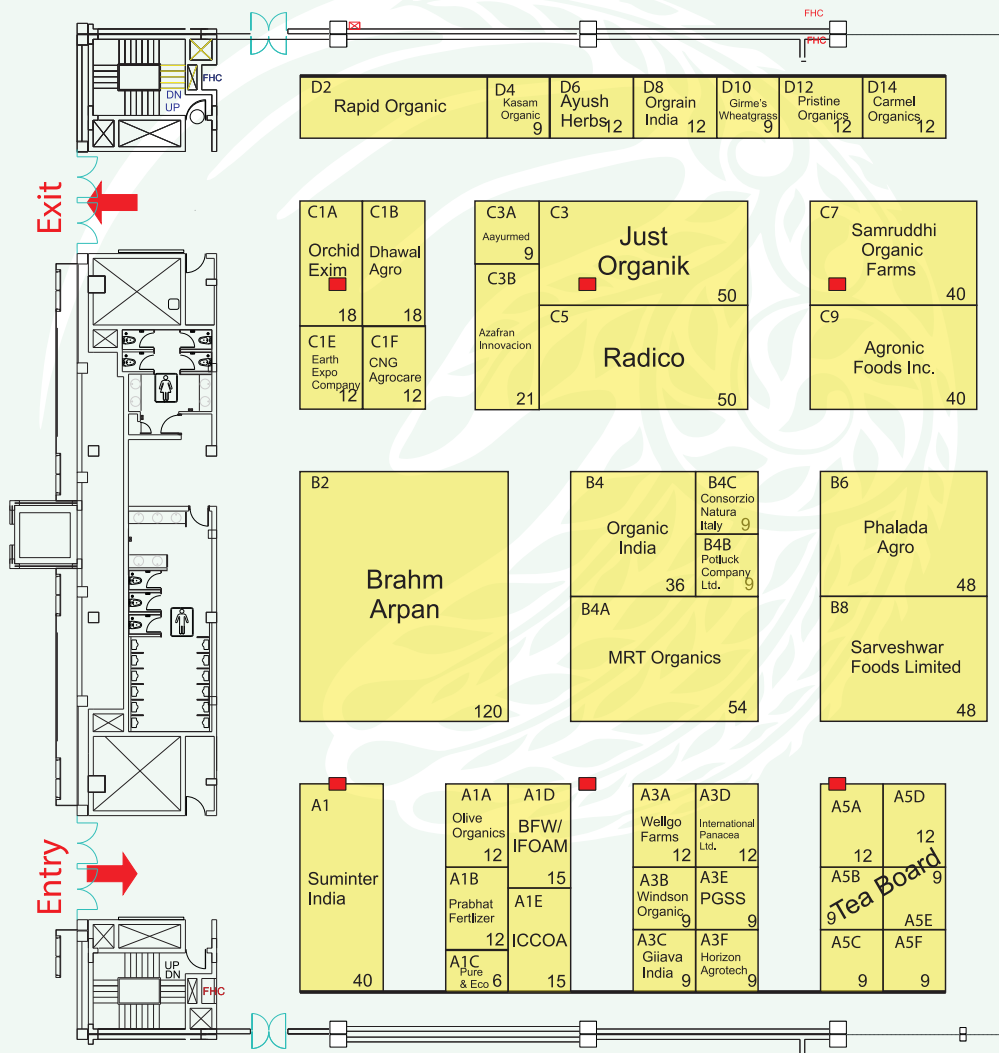 FHC
FHC
FHC
DN
UP
D2
Rapid Organic
D4
Kasam
Organic
9
D6
Ayush
Herbs
12
D8
Orgrain
India
12
D10
Girme's
Wheatgrass
9
D12
Pristine
Organics
12
D14
Carmel
Organics
12
Exit
C1A
Orchid
Exim
18
C1B
Dhawal
Agro
18
C1E
Earth
Expo
Company
12
C1F
CNG
Agrocare
12
C3A
Aayurmed
9
C3B
Azafran
Innovacion
21
C3
Just
Organik
50
C5
Radico
50
C7
Samruddhi
Organic
Farms
40
C9
Agronic
Foods Inc.
40
B2
Brahm
Arpan
120
B4
Organic
India
36
B4C
Consorzio
Natura
Italy 9
B4B
Potluck
Company
Ltd. 9
B4A
MRT Organics
54
B6
Phalada
Agro
48
B8
Sarveshwar
Foods Limited
48
Entry
A1
Suminter
India
40
A1A
Olive
Organics
12
A1B
Prabhat
Fertlizer
12
A1C
Pure
& Eco 6
A1D
BFW/
IFOAM
15
A1E
ICCOA
15
A3A
Wellgo
Farms
12
A3B
Windson
Organic
9
A3C
Giiava
India
9
A3D
International
Panacea
Ltd.
12
A3E
PGSS
9
A3F
Horizon
Agrotech
9
A5A
12
A5B
9
A5C
9
A5D
12
9
A5E
A5F
9
Tea Board
UP
DN
FHC